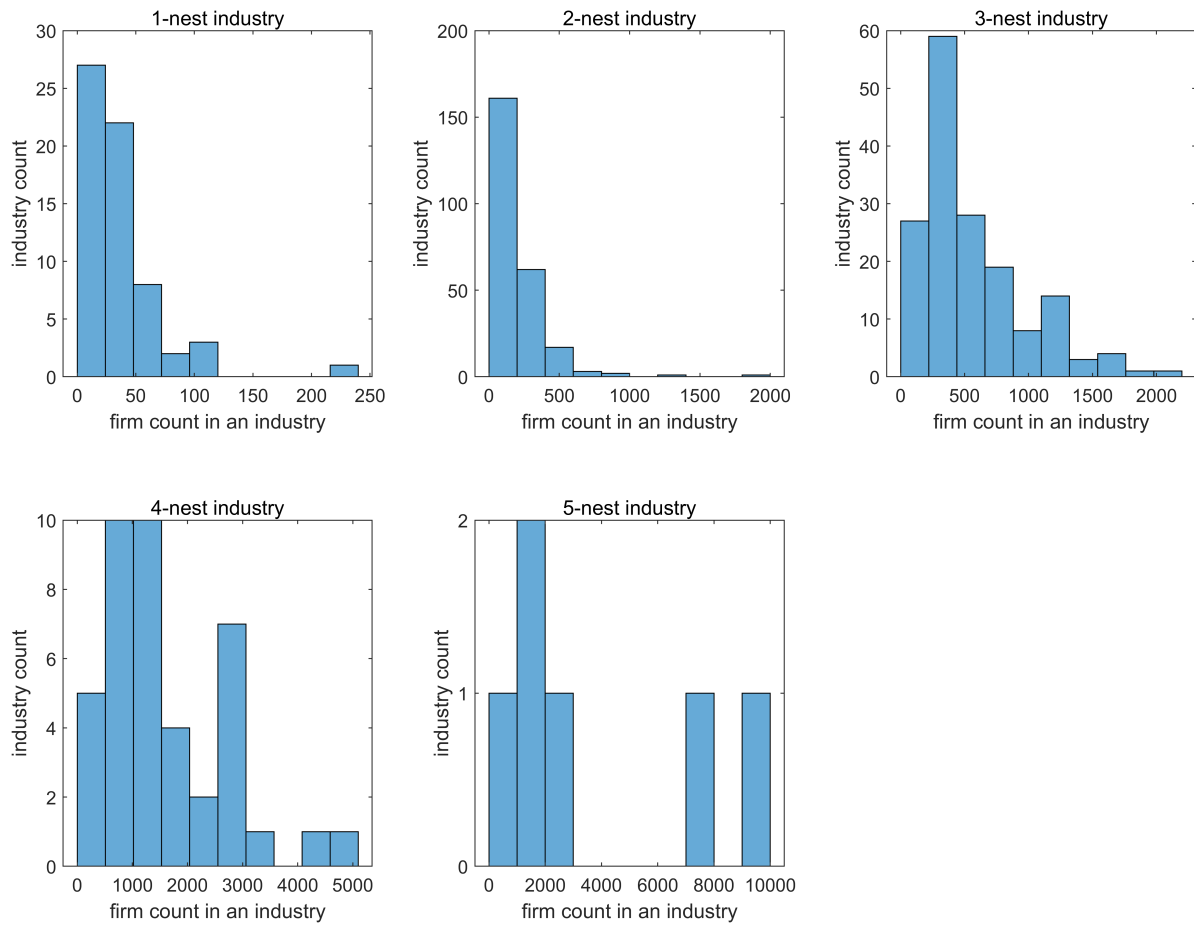 1-nest industry
30
25
20
15
10
5
0
industry count
0 50 100 150 200 250
firm count in an industry
2-nest industry
200
150
100
50
0
industry count
0 500 1000 1500 2000
firm count in an industry
3-nest industry
60
50
40
30
20
10
0
industry count
0 500 1000 1500 2000
firm count in an industry
4-nest industry
10
8
6
4
2
0
industry count
0 1000 2000 3000 4000 5000
firm count in an industry
5-nest industry
2
1
0
industry count
0 2000 4000 6000 8000 10000
firm count in an industry